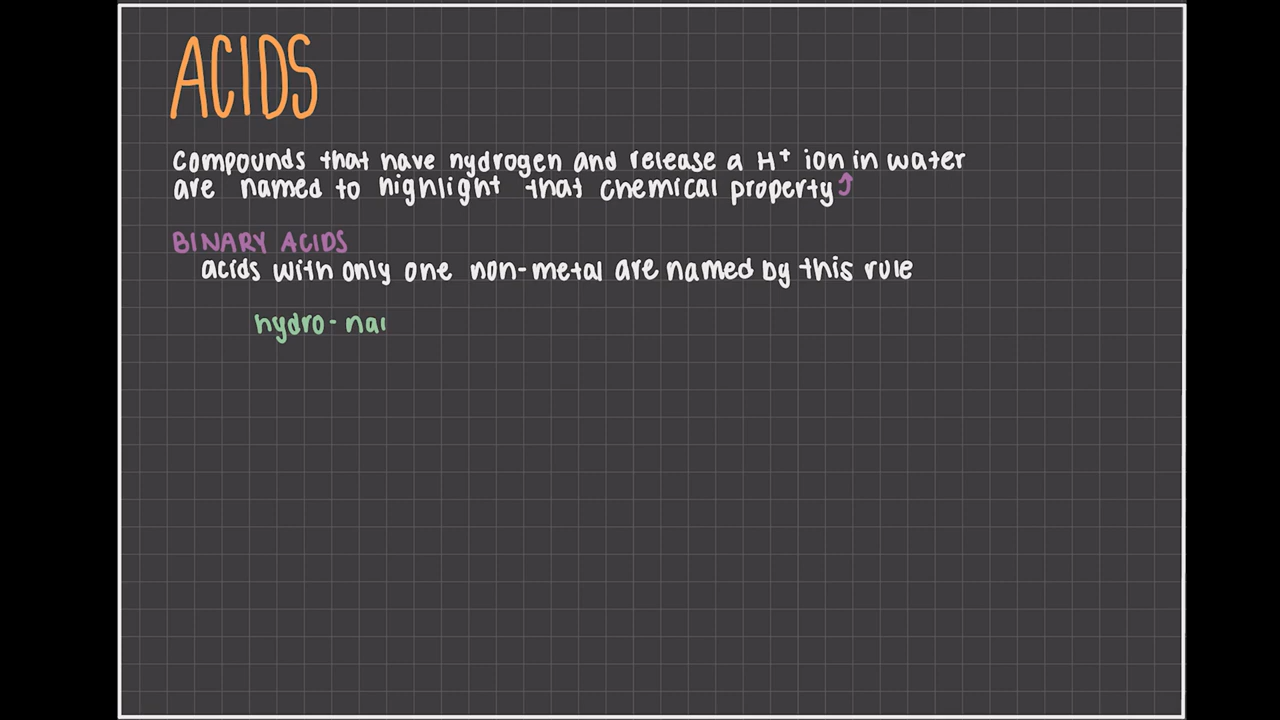 ACIDS
compounds that have hydrogen and release a H⁺ ion in water
are named to highlight that chemical property
BINARY ACIDS
acids with only one non-metal are named by this rule
hydro-